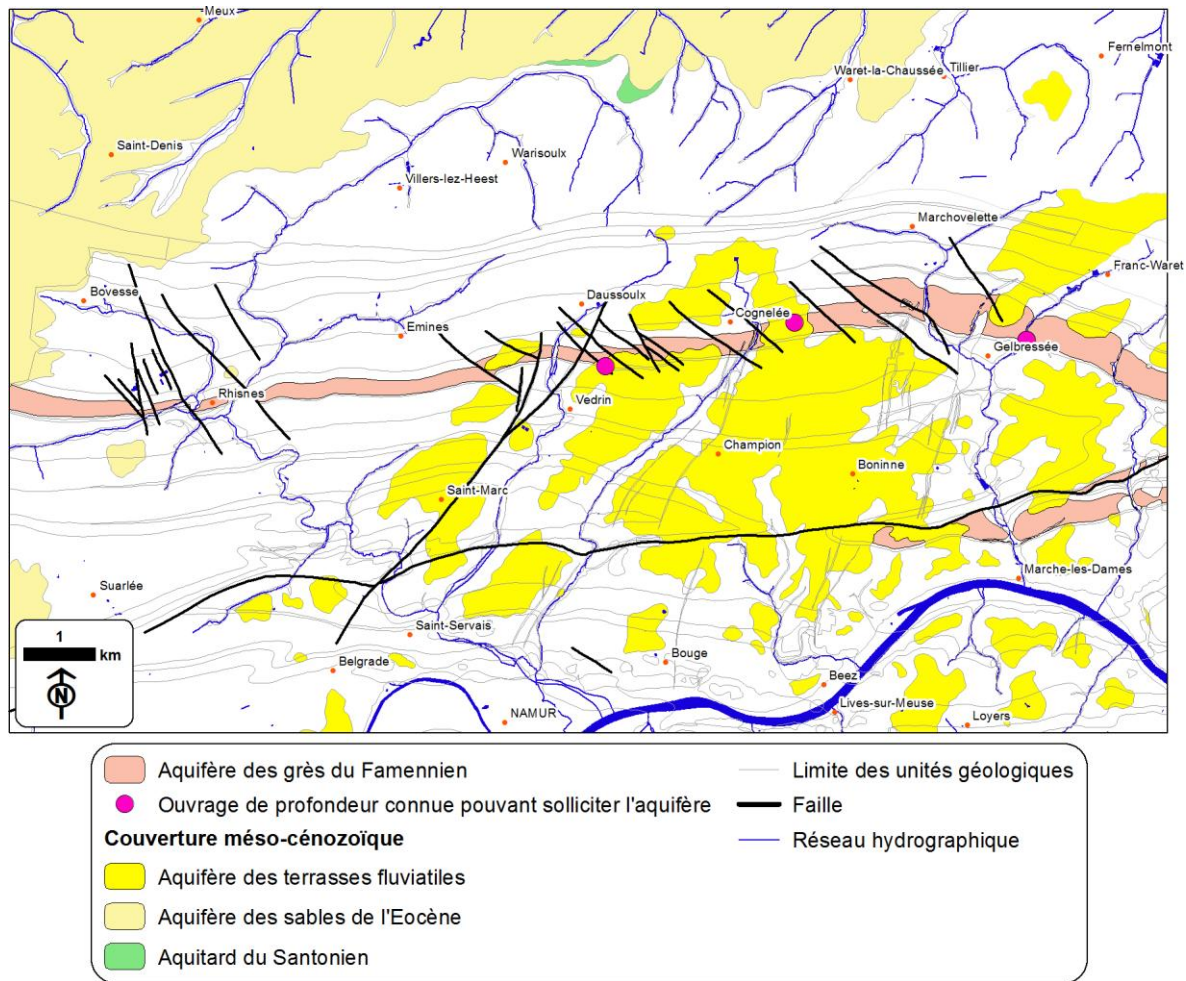 Meux
Fernelmont
Waret-la-Chaussée
Tillier
Saint-Denis
Warisoulx
Villers-lez-Heest
Marchovelette
Franc-Waret
Bovesse
Daussoulx
Cognelée
Emines
Gelbressée
Rhisnes
Vedrin
Champion
Boninne
Saint-Marc
Marche-les-Dames
Suarlée
Saint-Servais
1
km
N
Belgrade
Bouge
Beez
Lives-sur-Meuse
NAMUR
Loyers
Aquifère des grès du Famennien
Ouvrage de profondeur connue pouvant solliciter l'aquifère
Couverture méso-cénozoïque
Aquifère des terrasses fluviatiles
Aquifère des sables de l'Eocène
Aquitard du Santonien
Limite des unités géologiques
Faille
Réseau hydrographique